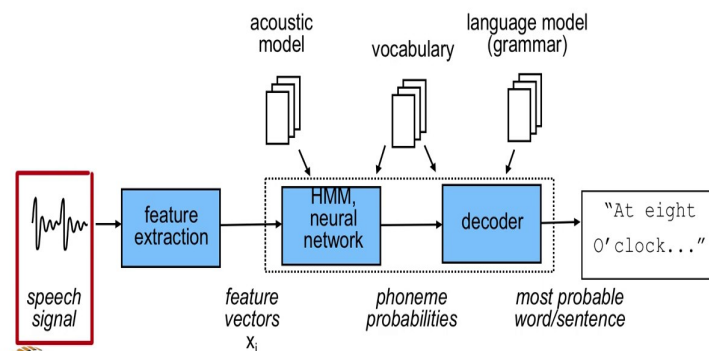 acoustic
model
vocabulary
language model
(grammar)
feature
extraction
HMM,
neural
network
decoder
“At eight
O’clock...”
speech
signal
feature
vectors
xi
phoneme
probabilities
most probable
word/sentence